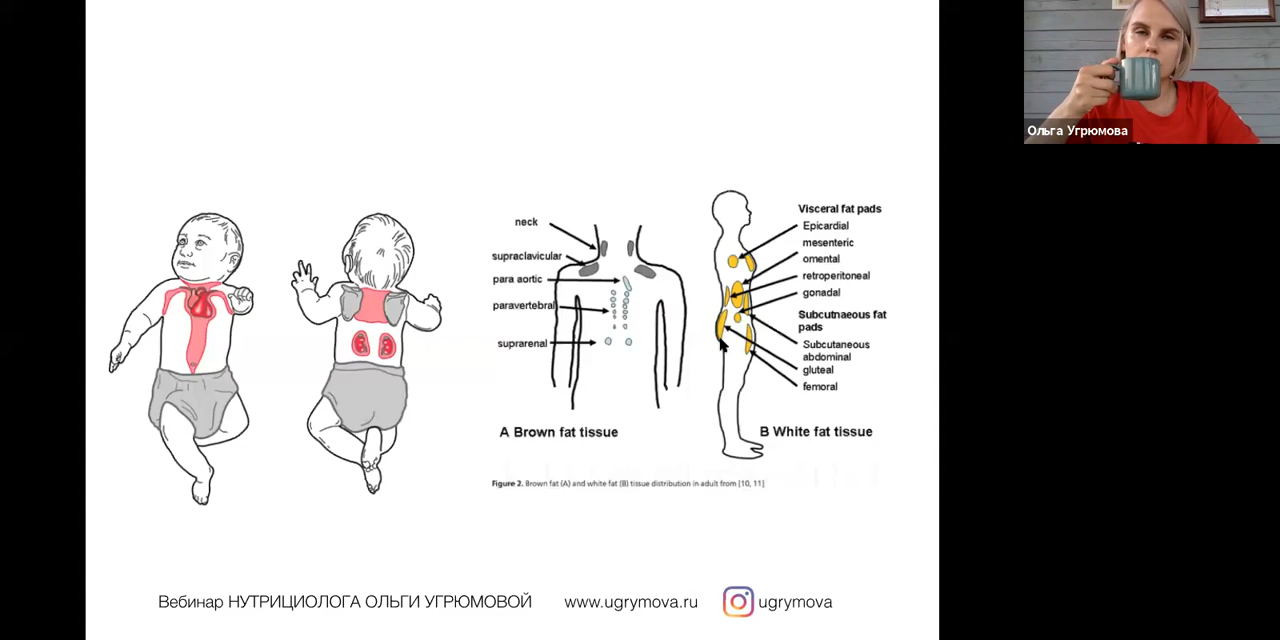 Ольга Угрюмова
neck
supraclavicular
para aortic
paravertebral
suprarenal
A Brown fat tissue
Visceral fat pads
Epicardial
mesenteric
omental
retroperitoneal
gonadal
Subcutnaeous fat
pads
Subcutaneous
abdominal
gluteal
femoral
B White fat tissue
Figure 2. Brown fat (A) and white fat (B) tissue distribution in adult from [10, 11]
Вебинар НУТРИЦИОЛОГА ОЛЬГИ УГРЮМОВОЙ www.ugrymova.ru ugrymova